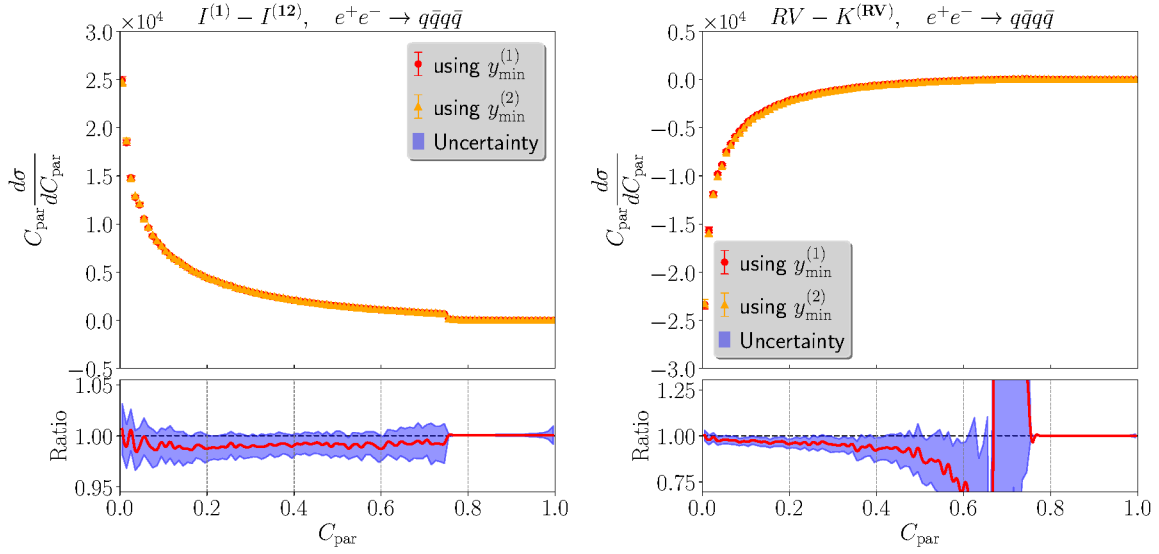 I^(1) − I^(12), e⁺e⁻ → qq̄qq̄
×10⁴
3.0
2.5
2.0
1.5
1.0
0.5
0.0
−0.5
C_par dσ/dC_par
using y_min^(1)
using y_min^(2)
Uncertainty
1.05
1.00
0.95
Ratio
0.0 0.2 0.4 0.6 0.8 1.0
C_par
RV − K^(RV), e⁺e⁻ → qq̄qq̄
×10⁴
0.5
0.0
−0.5
−1.0
−1.5
−2.0
−2.5
−3.0
C_par dσ/dC_par
using y_min^(1)
using y_min^(2)
Uncertainty
1.25
1.00
0.75
Ratio
0.0 0.2 0.4 0.6 0.8 1.0
C_par